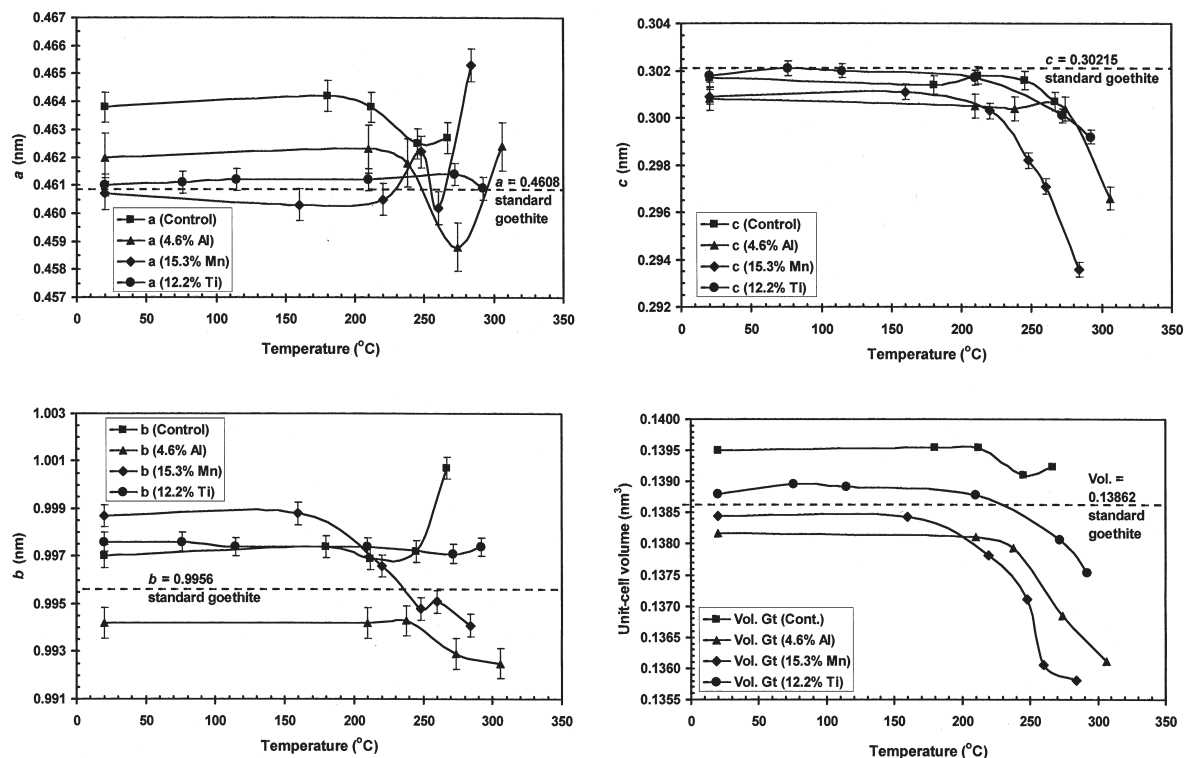 0.467
0.466
0.465
0.464
0.463
0.462
0.461
0.460
0.459
0.458
0.457
a (nm)
a = 0.4608
standard
goethite
a (Control)
a (4.6% Al)
a (15.3% Mn)
a (12.2% Ti)
0 50 100 150 200 250 300 350
Temperature (°C)
0.304
0.302
0.300
0.298
0.296
0.294
0.292
c (nm)
c = 0.30215
standard goethite
c (Control)
c (4.6% Al)
c (15.3% Mn)
c (12.2% Ti)
0 50 100 150 200 250 300 350
Temperature (°C)
1.003
1.001
0.999
0.997
0.995
0.993
0.991
b (nm)
b (Control)
b (4.6% Al)
b (15.3% Mn)
b (12.2% Ti)
b = 0.9956
standard goethite
0 50 100 150 200 250 300 350
Temperature (°C)
0.1400
0.1395
0.1390
0.1385
0.1380
0.1375
0.1370
0.1365
0.1360
0.1355
Unit-cell volume (nm³)
Vol. =
0.13862
standard
goethite
Vol. Gt (Cont.)
Vol. Gt (4.6% Al)
Vol. Gt (15.3% Mn)
Vol. Gt (12.2% Ti)
0 50 100 150 200 250 300 350
Temperature (°C)